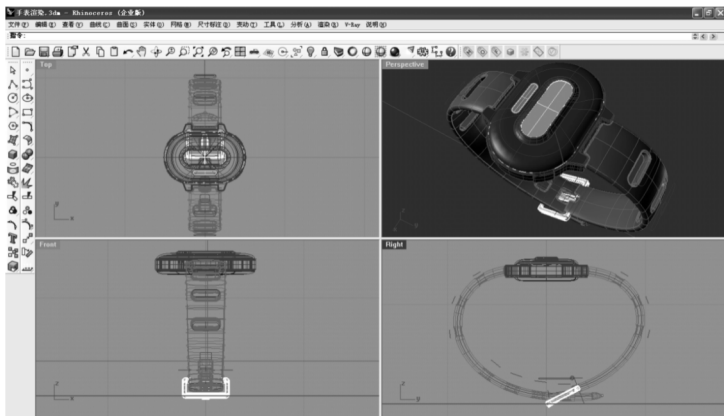 手表渲染.3dm - Rhinoceros (企业版)
文件(F) 编辑(E) 查看(V) 曲线(C) 曲面(S) 实体(O) 网格(M) 尺寸标注(D) 变动(T) 工具(L) 分析(A) 渲染(R) V-Ray 说明(H)
指令:
Top
Perspective
y
x
Front
Right
z
x
z
y